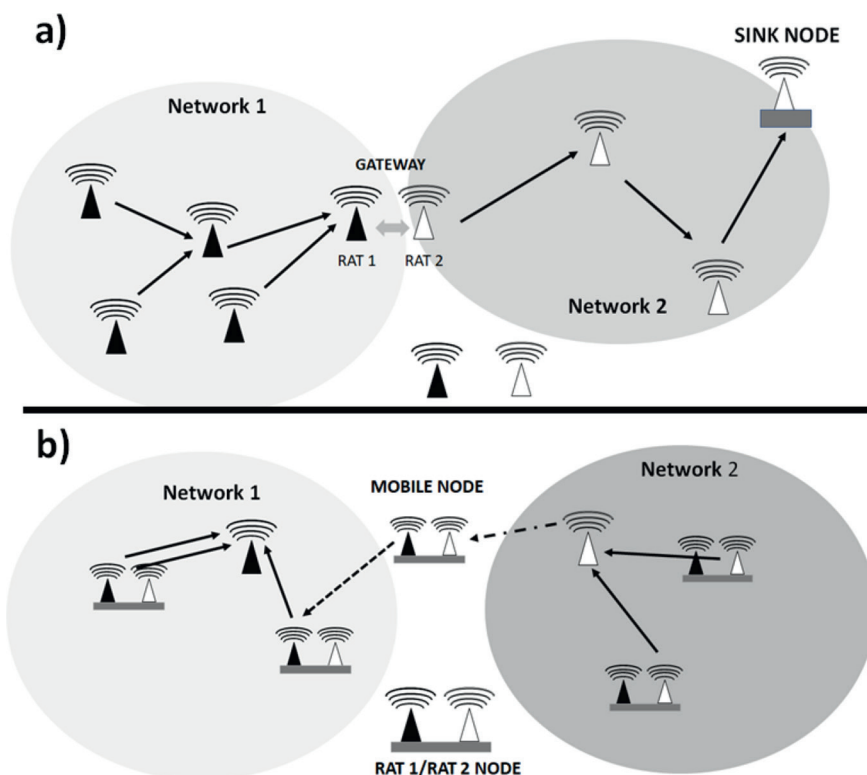 a)
SINK NODE
Network 1
GATEWAY
RAT 1
RAT 2
Network 2
b)
Network 1
MOBILE NODE
Network 2
RAT 1/RAT 2 NODE